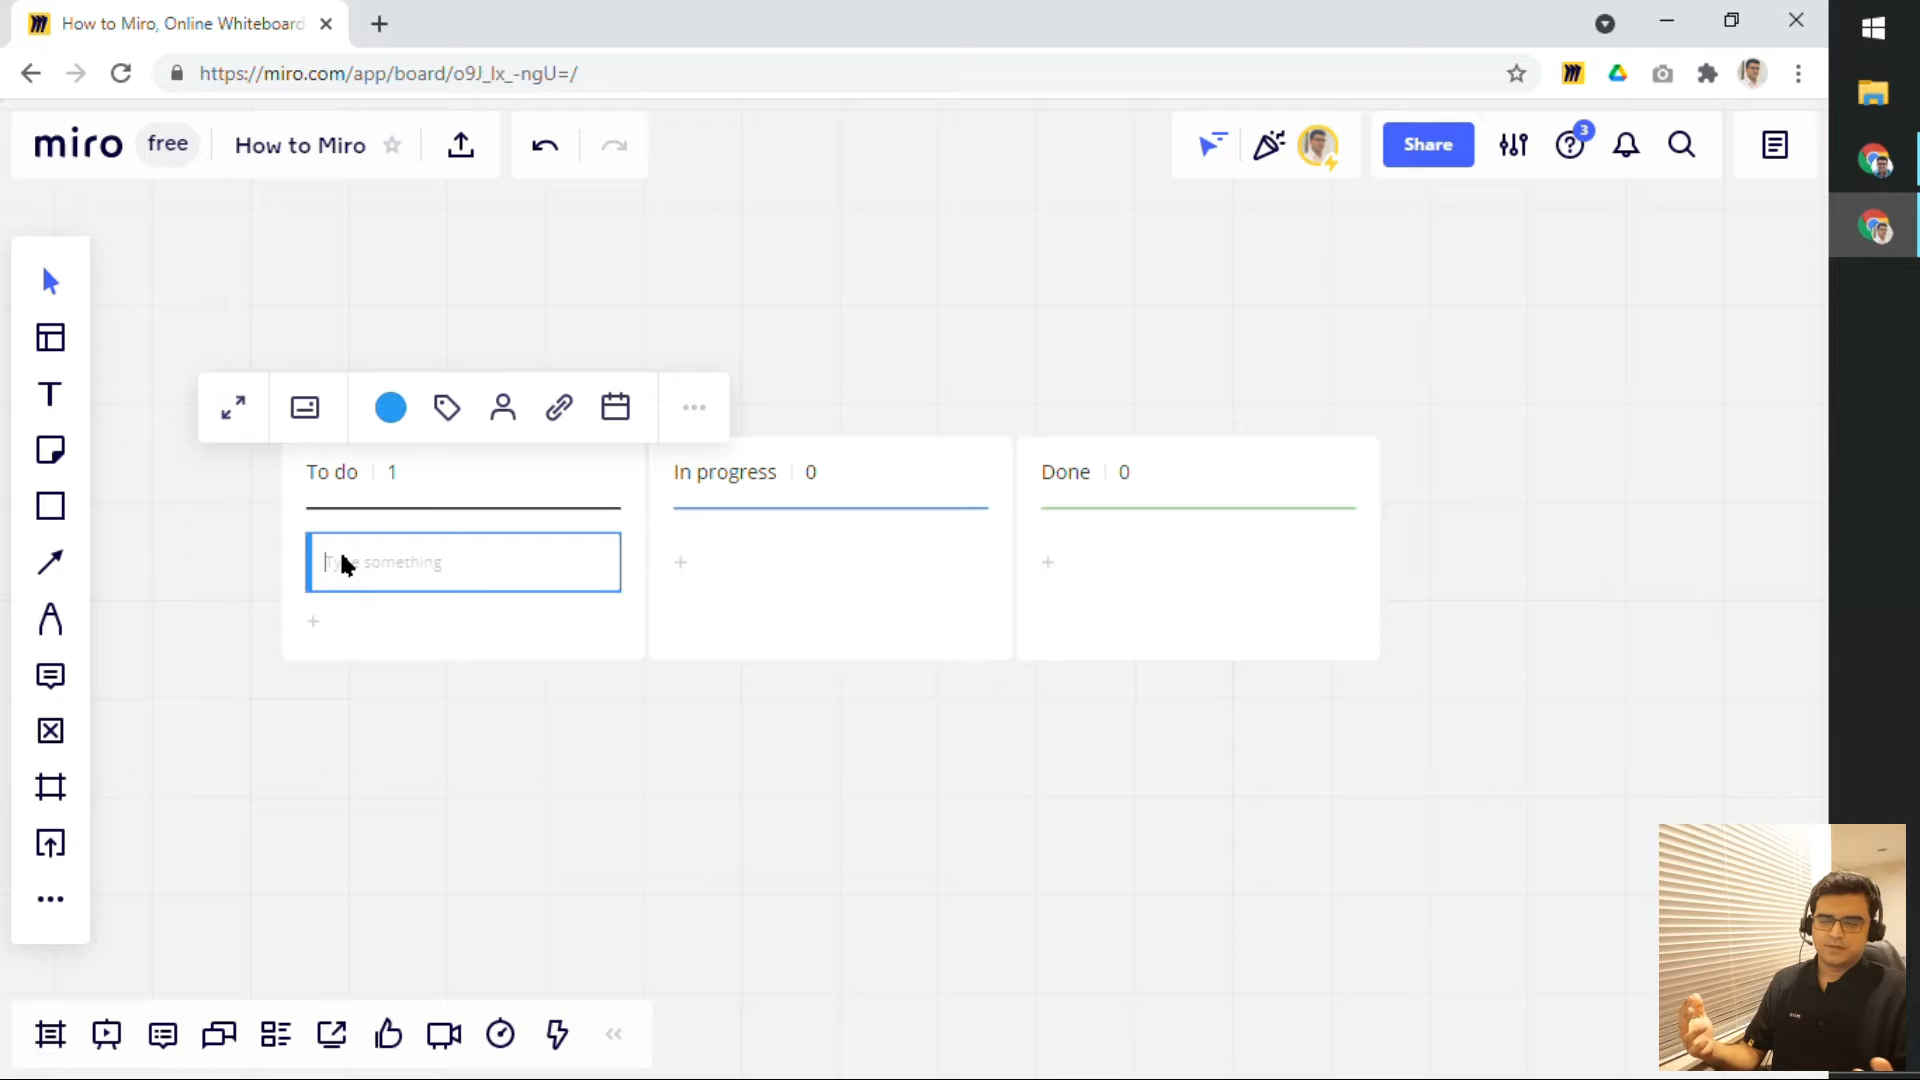 How to Miro, Online Whiteboard
https://miro.com/app/board/o9J_lx_-ngU=/
miro free How to Miro
Share
3
To do 1
In progress 0
Done 0
Type something